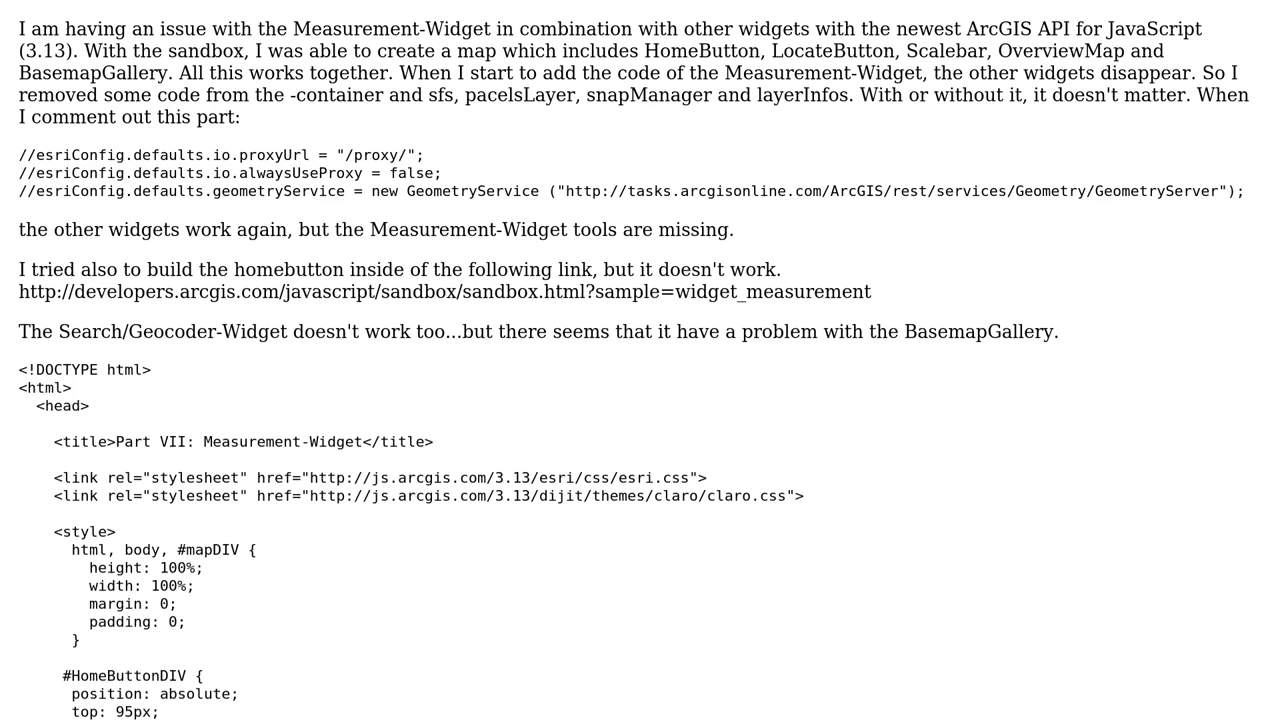 I am having an issue with the Measurement-Widget in combination with other widgets with the newest ArcGIS API for JavaScript
(3.13). With the sandbox, I was able to create a map which includes HomeButton, LocateButton, Scalebar, OverviewMap and
BasemapGallery. All this works together. When I start to add the code of the Measurement-Widget, the other widgets disappear. So I
removed some code from the -container and sfs, pacelsLayer, snapManager and layerInfos. With or without it, it doesn't matter. When
I comment out this part:
//esriConfig.defaults.io.proxyUrl = "/proxy/";
//esriConfig.defaults.io.alwaysUseProxy = false;
//esriConfig.defaults.geometryService = new GeometryService ("http://tasks.arcgisonline.com/ArcGIS/rest/services/Geometry/GeometryServer");
the other widgets work again, but the Measurement-Widget tools are missing.
I tried also to build the homebutton inside of the following link, but it doesn't work.
http://developers.arcgis.com/javascript/sandbox/sandbox.html?sample=widget_measurement
The Search/Geocoder-Widget doesn't work too...but there seems that it have a problem with the BasemapGallery.
<!DOCTYPE html>
<html>
  <head>
    <title>Part VII: Measurement-Widget</title>
    <link rel="stylesheet" href="http://js.arcgis.com/3.13/esri/css/esri.css">
    <link rel="stylesheet" href="http://js.arcgis.com/3.13/dijit/themes/claro/claro.css">
    <style>
      html, body, #mapDIV {
        height: 100%;
        width: 100%;
        margin: 0;
        padding: 0;
      }
     #HomeButtonDIV {
      position: absolute;
      top: 95px;